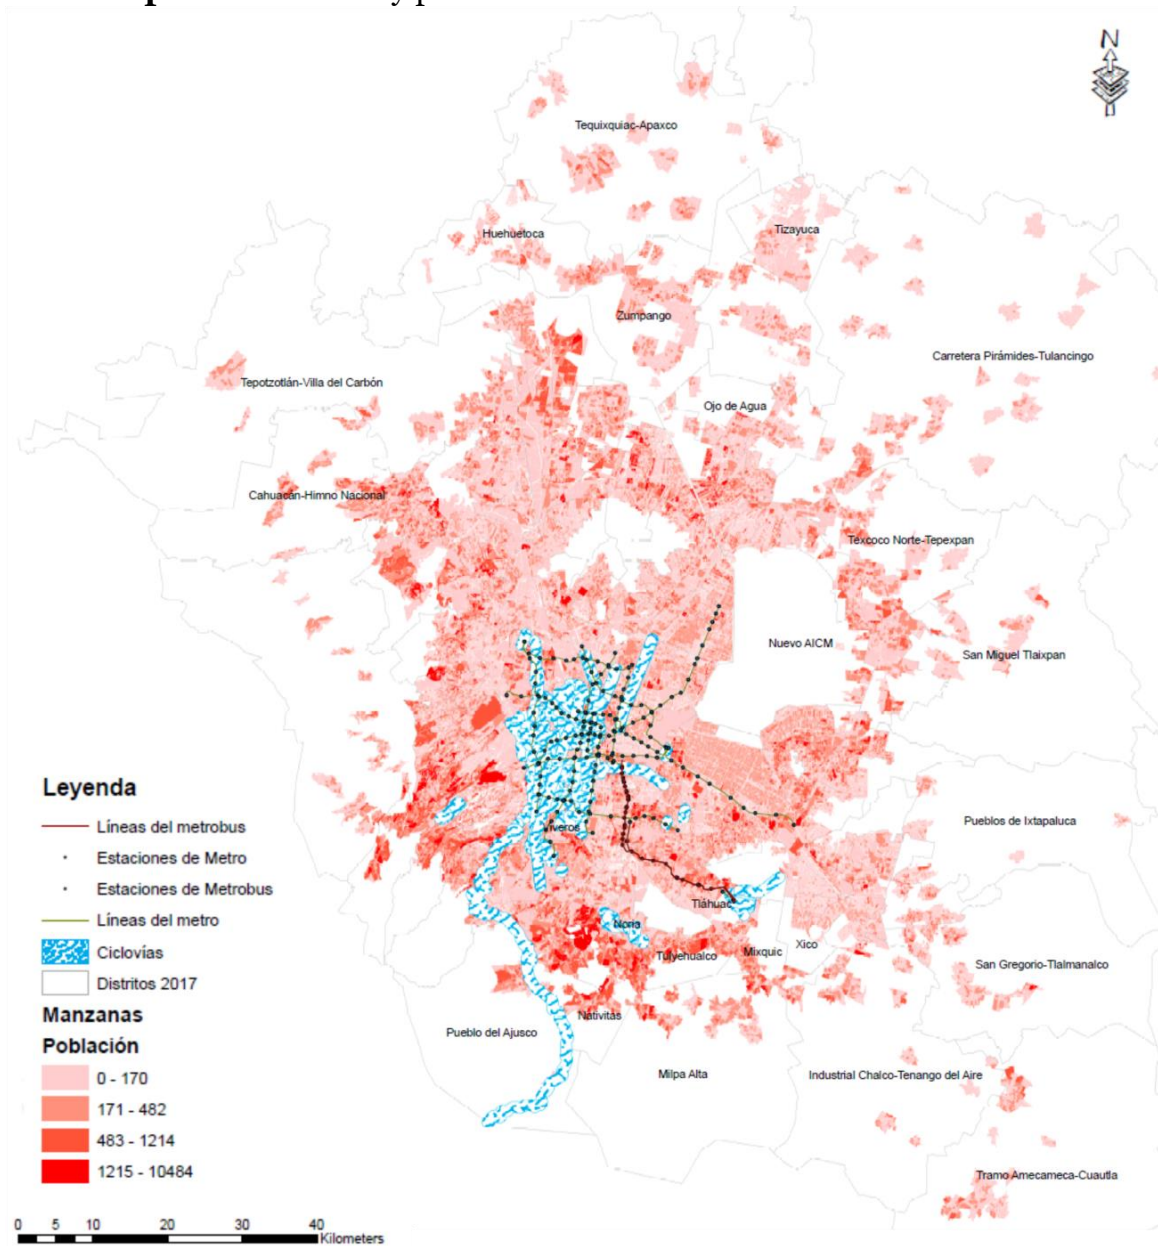 N
Tequixquiac-Apaxco
Huehuetoca
Tizayuca
Zumpango
Carretera Pirámides-Tulancingo
Tepotzotlán-Villa del Carbón
Ojo de Agua
Cahuacán-Himno Nacional
Texcoco Norte-Tepexpan
Nuevo AICM
San Miguel Tlaixpan
Pueblos de Ixtapaluca
iveros
Tláhuac
Noria
Tulyehualco
Mixquic
Xico
San Gregorio-Tlalmanalco
Nativitas
Pueblo del Ajusco
Milpa Alta
Industrial Chalco-Tenango del Aire
Tramo Amecameca-Cuautla
Leyenda
Líneas del metrobus
Estaciones de Metro
Estaciones de Metrobus
Líneas del metro
Ciclovías
Distritos 2017
Manzanas
Población
0 - 170
171 - 482
483 - 1214
1215 - 10484
0 5 10 20 30 40
Kilometers